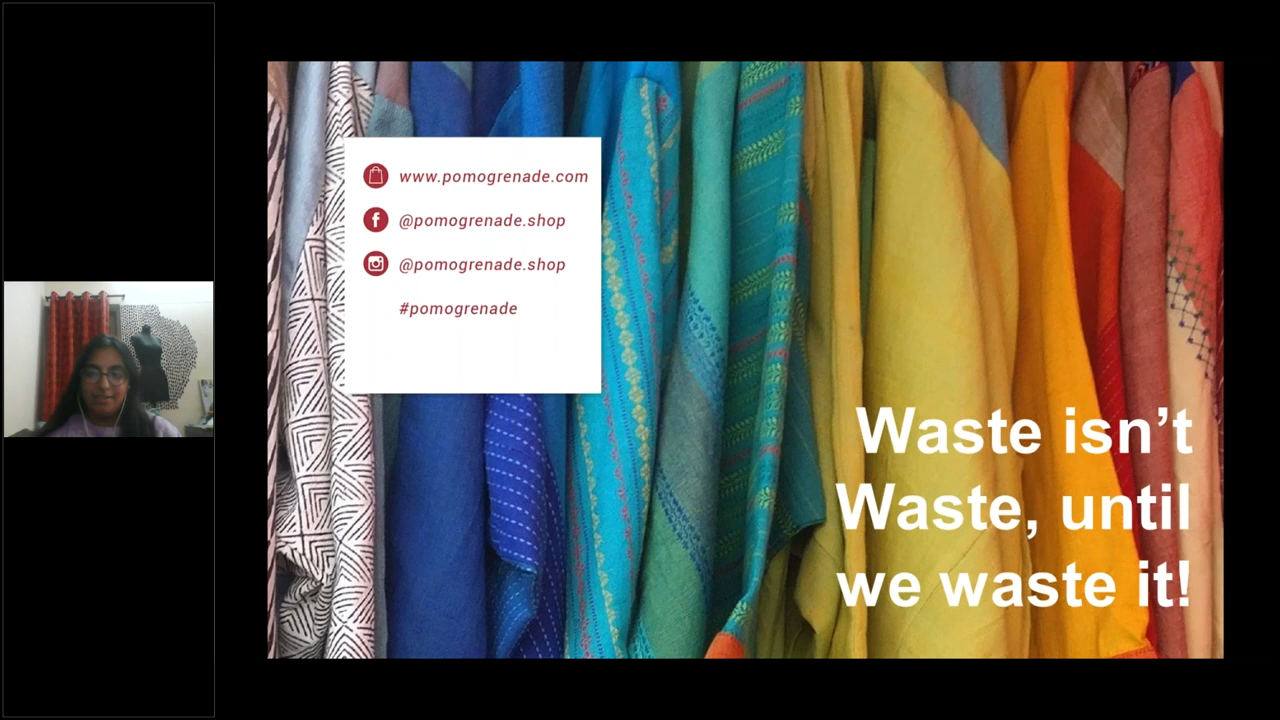 www.pomogrenade.com
@pomogrenade.shop
@pomogrenade.shop
#pomogrenade
Waste isn’t
Waste, until
we waste it!